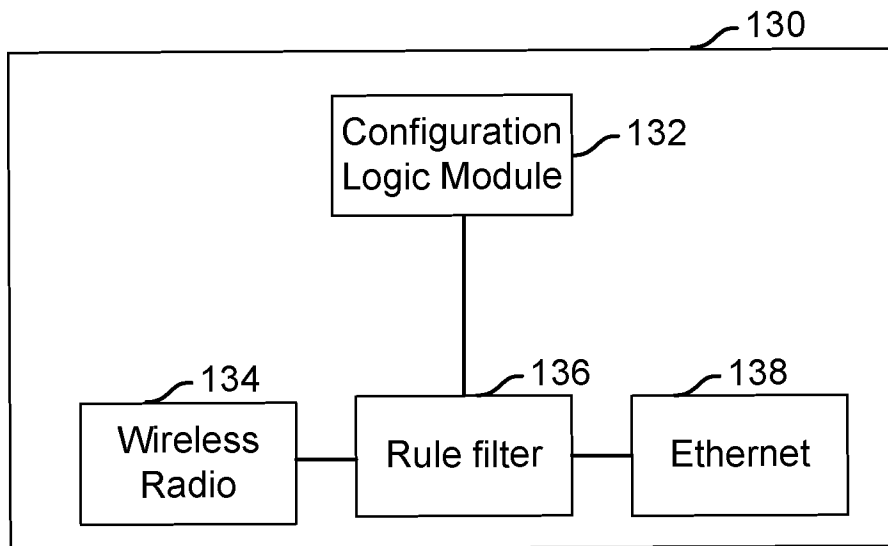 130
Configuration
Logic Module
132
134
136
138
Wireless
Radio
Rule filter
Ethernet